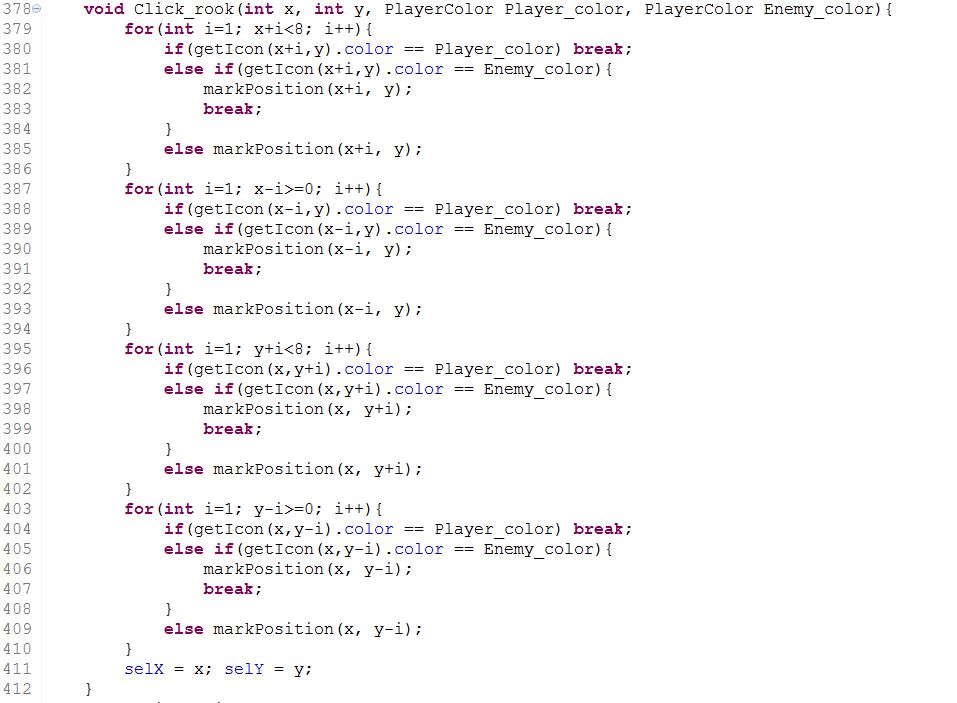 378 void Click_rook(int x, int y, PlayerColor Player_color, PlayerColor Enemy_color){
379 for(int i=1; x+i<8; i++){
380 if(getIcon(x+i,y).color == Player_color) break;
381 else if(getIcon(x+i,y).color == Enemy_color){
382 markPosition(x+i, y);
383 break;
384 }
385 else markPosition(x+i, y);
386 }
387 for(int i=1; x-i>=0; i++){
388 if(getIcon(x-i,y).color == Player_color) break;
389 else if(getIcon(x-i,y).color == Enemy_color){
390 markPosition(x-i, y);
391 break;
392 }
393 else markPosition(x-i, y);
394 }
395 for(int i=1; y+i<8; i++){
396 if(getIcon(x,y+i).color == Player_color) break;
397 else if(getIcon(x,y+i).color == Enemy_color){
398 markPosition(x, y+i);
399 break;
400 }
401 else markPosition(x, y+i);
402 }
403 for(int i=1; y-i>=0; i++){
404 if(getIcon(x,y-i).color == Player_color) break;
405 else if(getIcon(x,y-i).color == Enemy_color){
406 markPosition(x, y-i);
407 break;
408 }
409 else markPosition(x, y-i);
410 }
411 selX = x; selY = y;
412 }